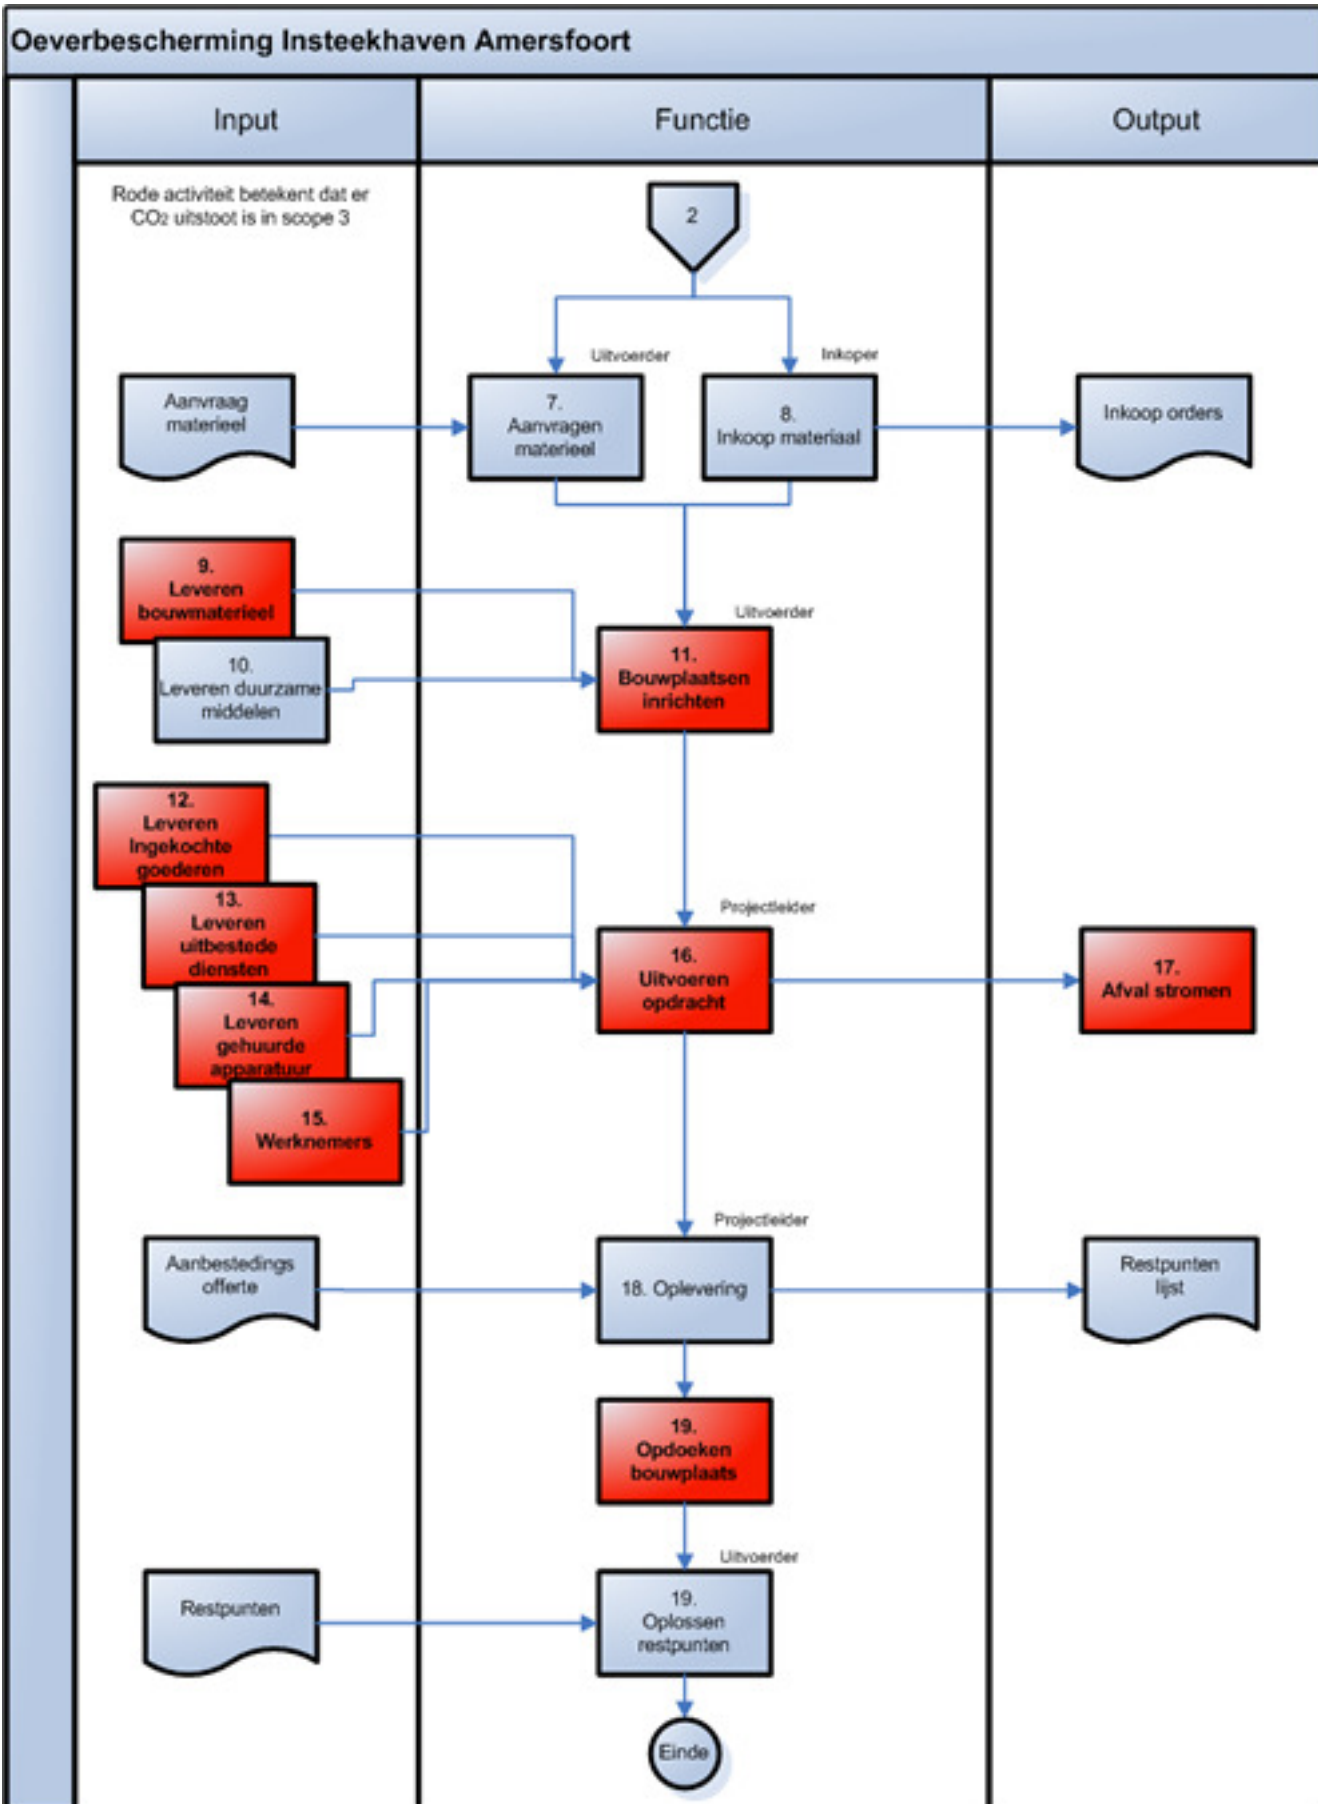 Oeverbescherming Insteekhaven Amersfoort
Input
Functie
Output
Rode activiteit betekent dat er
CO2 uitstoot is in scope 3
2
Uitvoerder
Inkoper
Aanvraag
materieel
7.
Aanvragen
materieel
8.
Inkoop materiaal
Inkoop orders
9.
Leveren
bouwmaterieel
10.
Leveren duurzame
middelen
Uitvoerder
11.
Bouwplaatsen
inrichten
12.
Leveren
Ingekochte
goederen
13.
Leveren
uitbestede
diensten
14.
Leveren
gehuurde
apparatuur
15.
Werknemers
Projectleider
16.
Uitvoeren
opdracht
17.
Afval stromen
Projectleider
Aanbestedings
offerte
18. Oplevering
Restpunten
lijst
19.
Opdoeken
bouwplaats
Uitvoerder
Restpunten
19.
Oplossen
restpunten
Einde